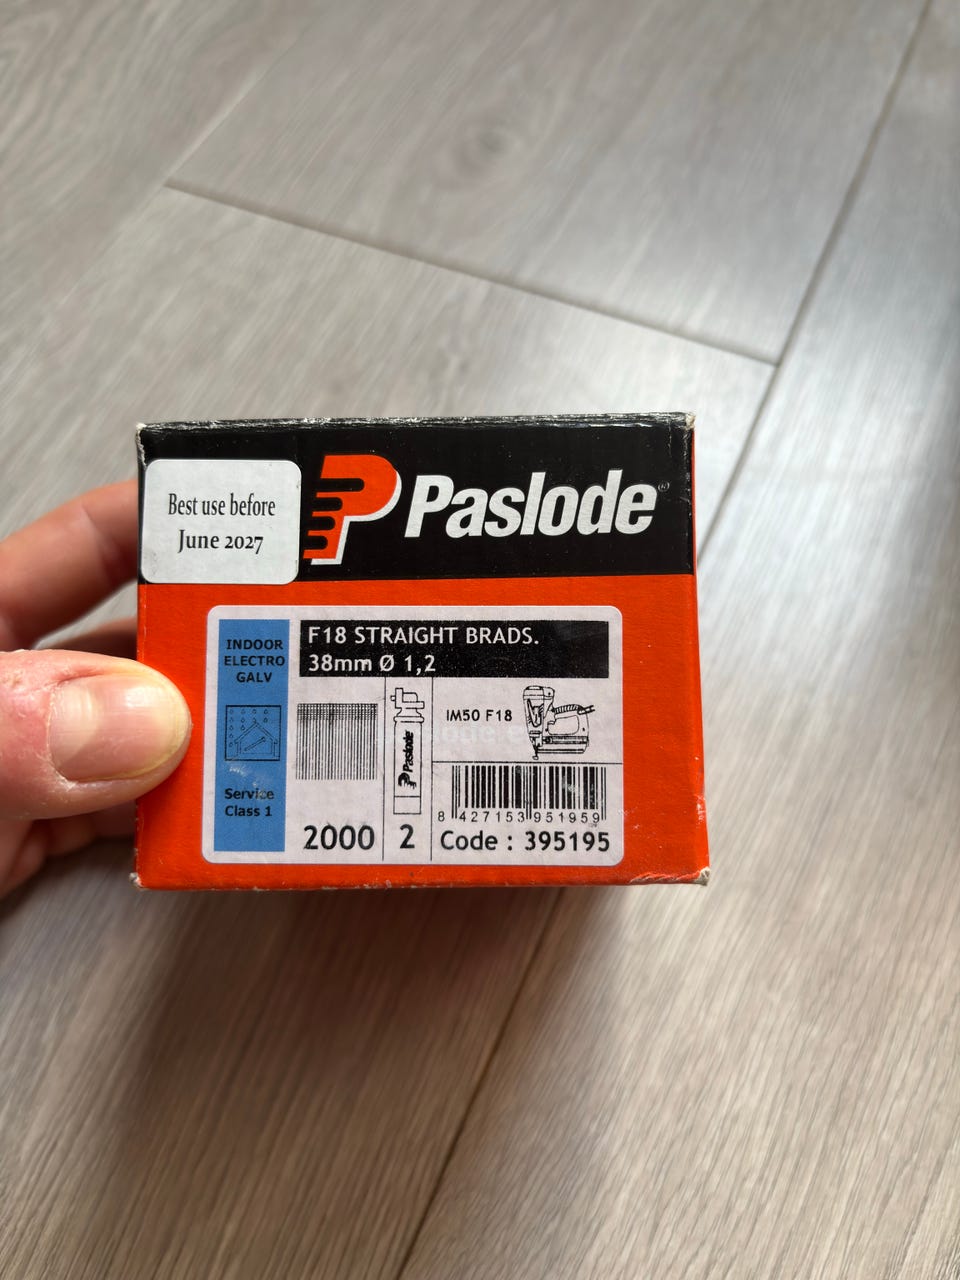 Best use before
June 2027
Paslode®
INDOOR
ELECTRO
GALV
Service
Class 1
F18 STRAIGHT BRADS.
38mm Ø 1,2
Paslode
IM50 F18
8 427153 951959
2000
2
Code : 395195